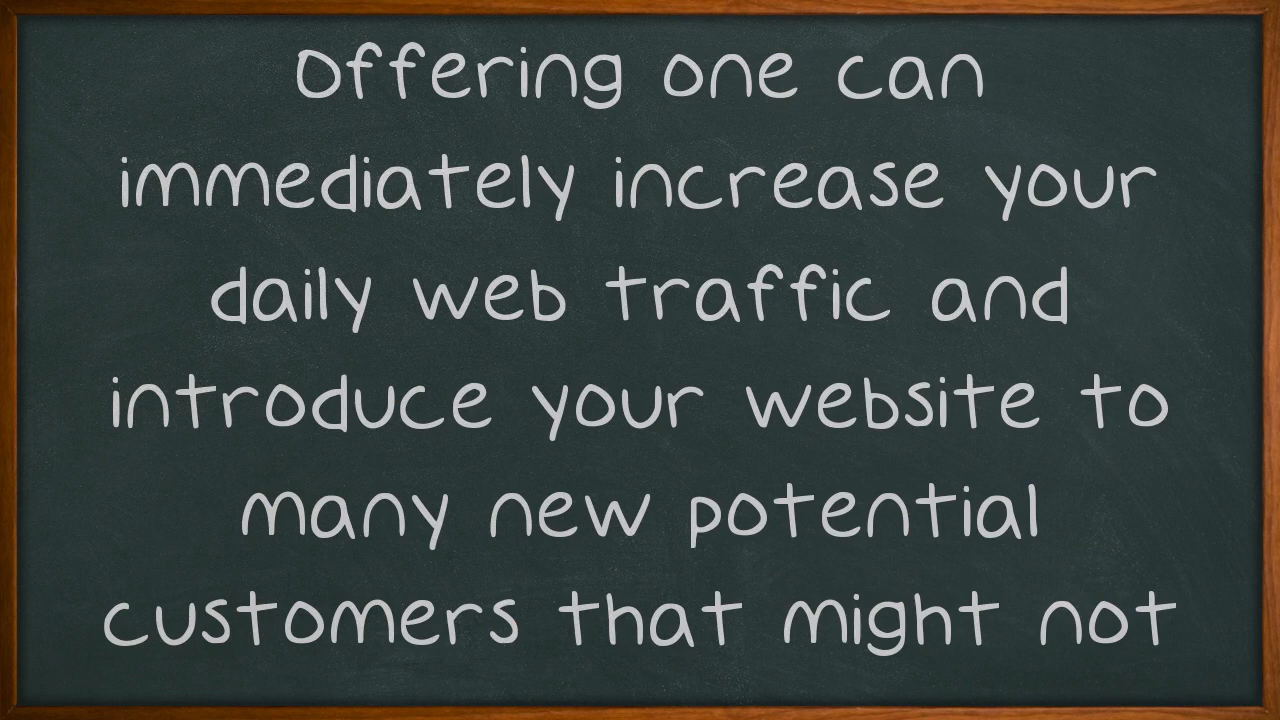 Offering one can
immediately increase your
daily web traffic and
introduce your website to
many new potential
customers that might not